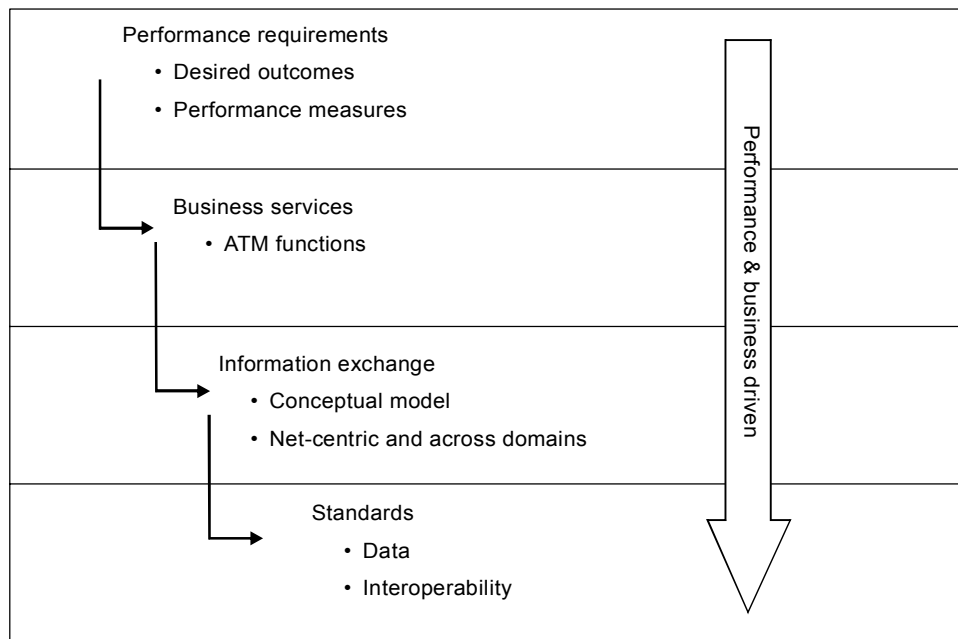 Performance requirements
• Desired outcomes
• Performance measures
Business services
• ATM functions
Information exchange
• Conceptual model
• Net-centric and across domains
Standards
• Data
• Interoperability
Performance & business driven